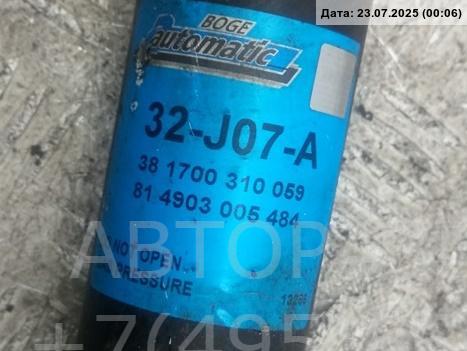 Дата: 23.07.2025 (00:06)
BOGE
automatic
32-J07-A
38 1700 310 059
81 4903 005 484
NOT OPEN
PRESSURE